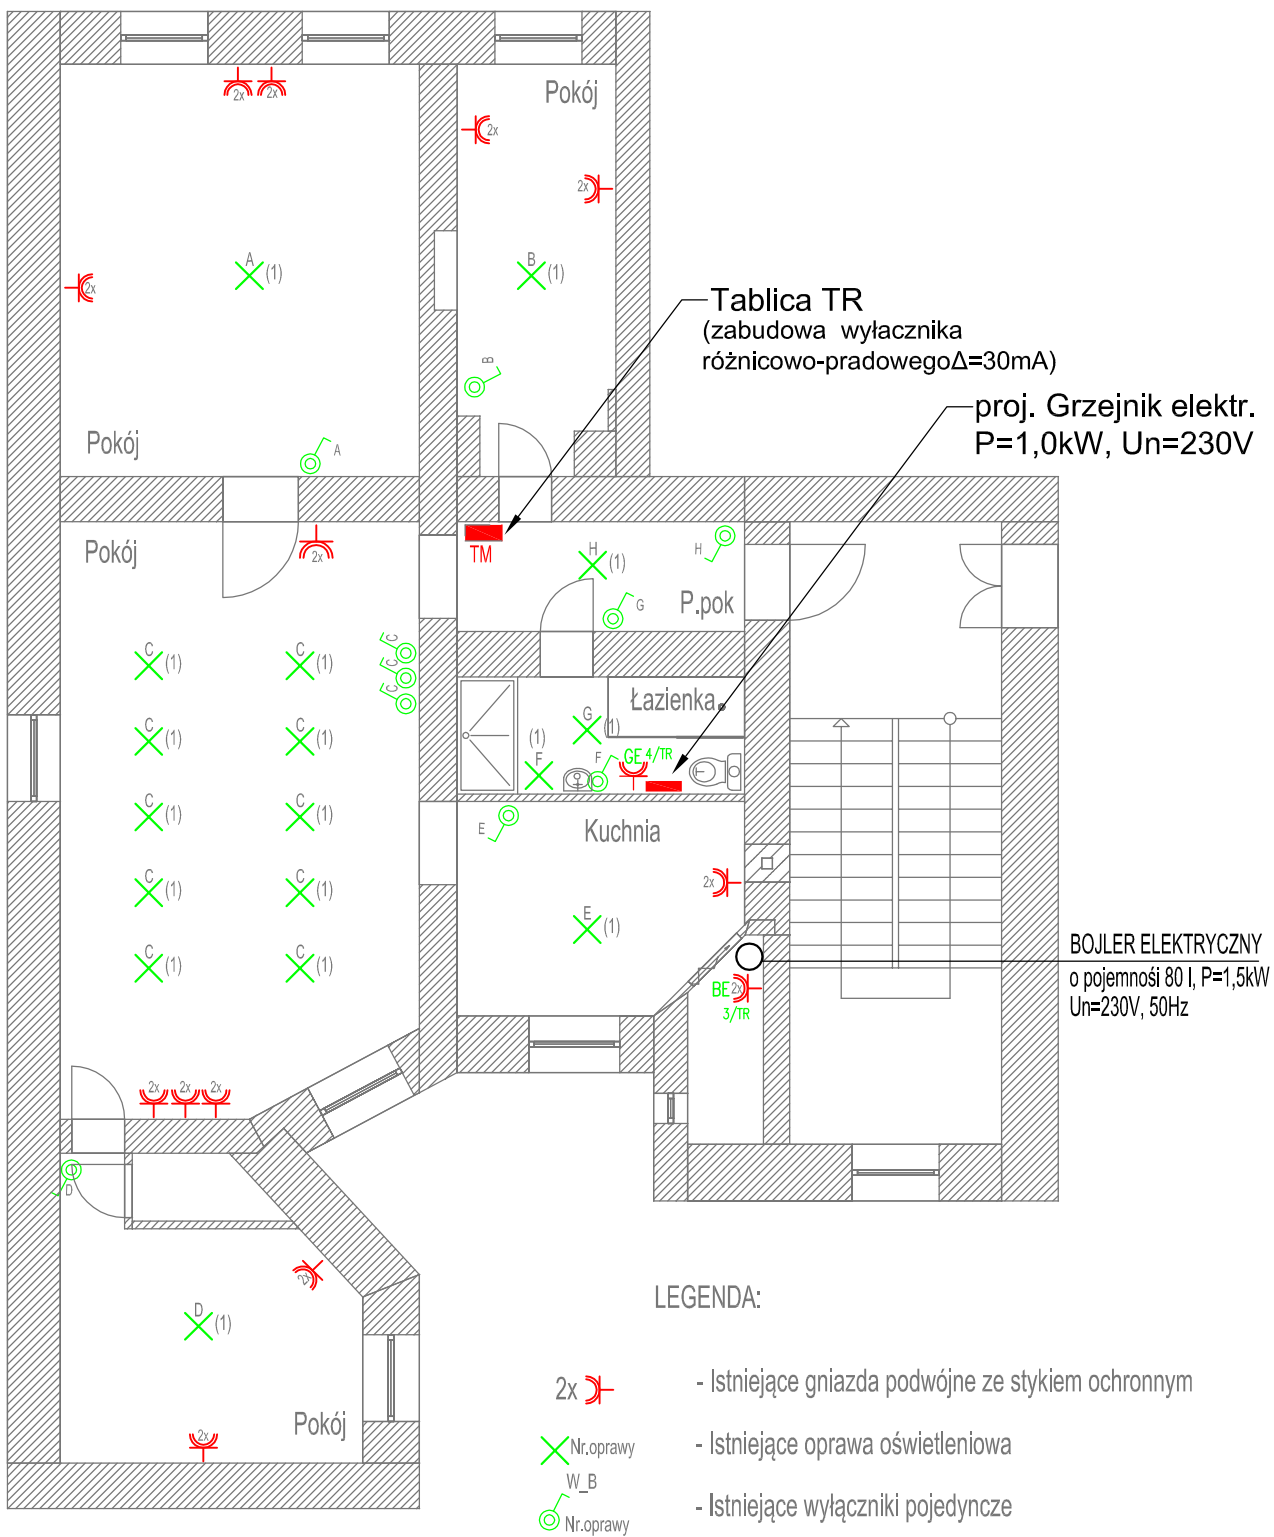 2x
2x
Pokój
2x
2x
A
(1)
B
(1)
2x
Tablica TR
(zabudowa wyłacznika
różnicowo-pradowegoΔ=30mA)
B
proj. Grzejnik elektr.
P=1,0kW, Un=230V
Pokój
A
Pokój
2x
TM
H
(1)
H
G
P.pok
C
(1)
C
(1)
C
C
C
Łazienka
G
(1)
(1)
F
F
GE 4/TR
C
(1)
C
(1)
E
Kuchnia
C
(1)
C
(1)
2x
C
(1)
C
(1)
E
(1)
C
(1)
C
(1)
BOJLER ELEKTRYCZNY
o pojemnośi 80 l, P=1,5kW
Un=230V, 50Hz
BE 2x
3/TR
2x
2x
2x
D
2x
D
(1)
Pokój
2x
LEGENDA:
2x
- Istniejące gniazda podwójne ze stykiem ochronnym
Nr.oprawy
- Istniejące oprawa oświetleniowa
W_B
Nr.oprawy
- Istniejące wyłączniki pojedyncze